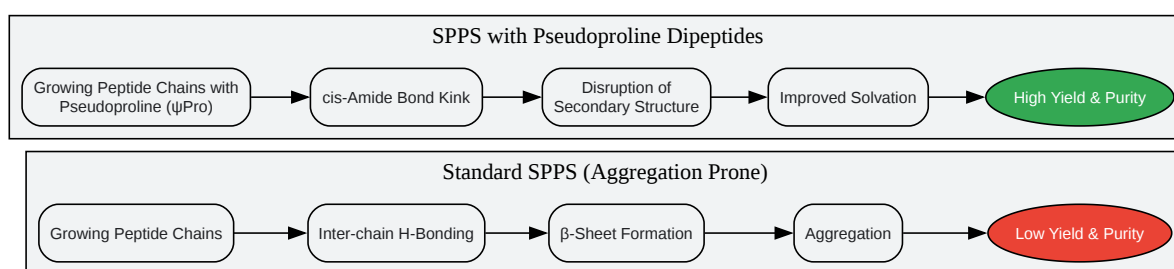 SPPS with Pseudoproline Dipeptides
Growing Peptide Chains with
Pseudoproline (ψPro)
cis-Amide Bond Kink
Disruption of
Secondary Structure
Improved Solvation
High Yield & Purity
Standard SPPS (Aggregation Prone)
Growing Peptide Chains
Inter-chain H-Bonding
β-Sheet Formation
Aggregation
Low Yield & Purity